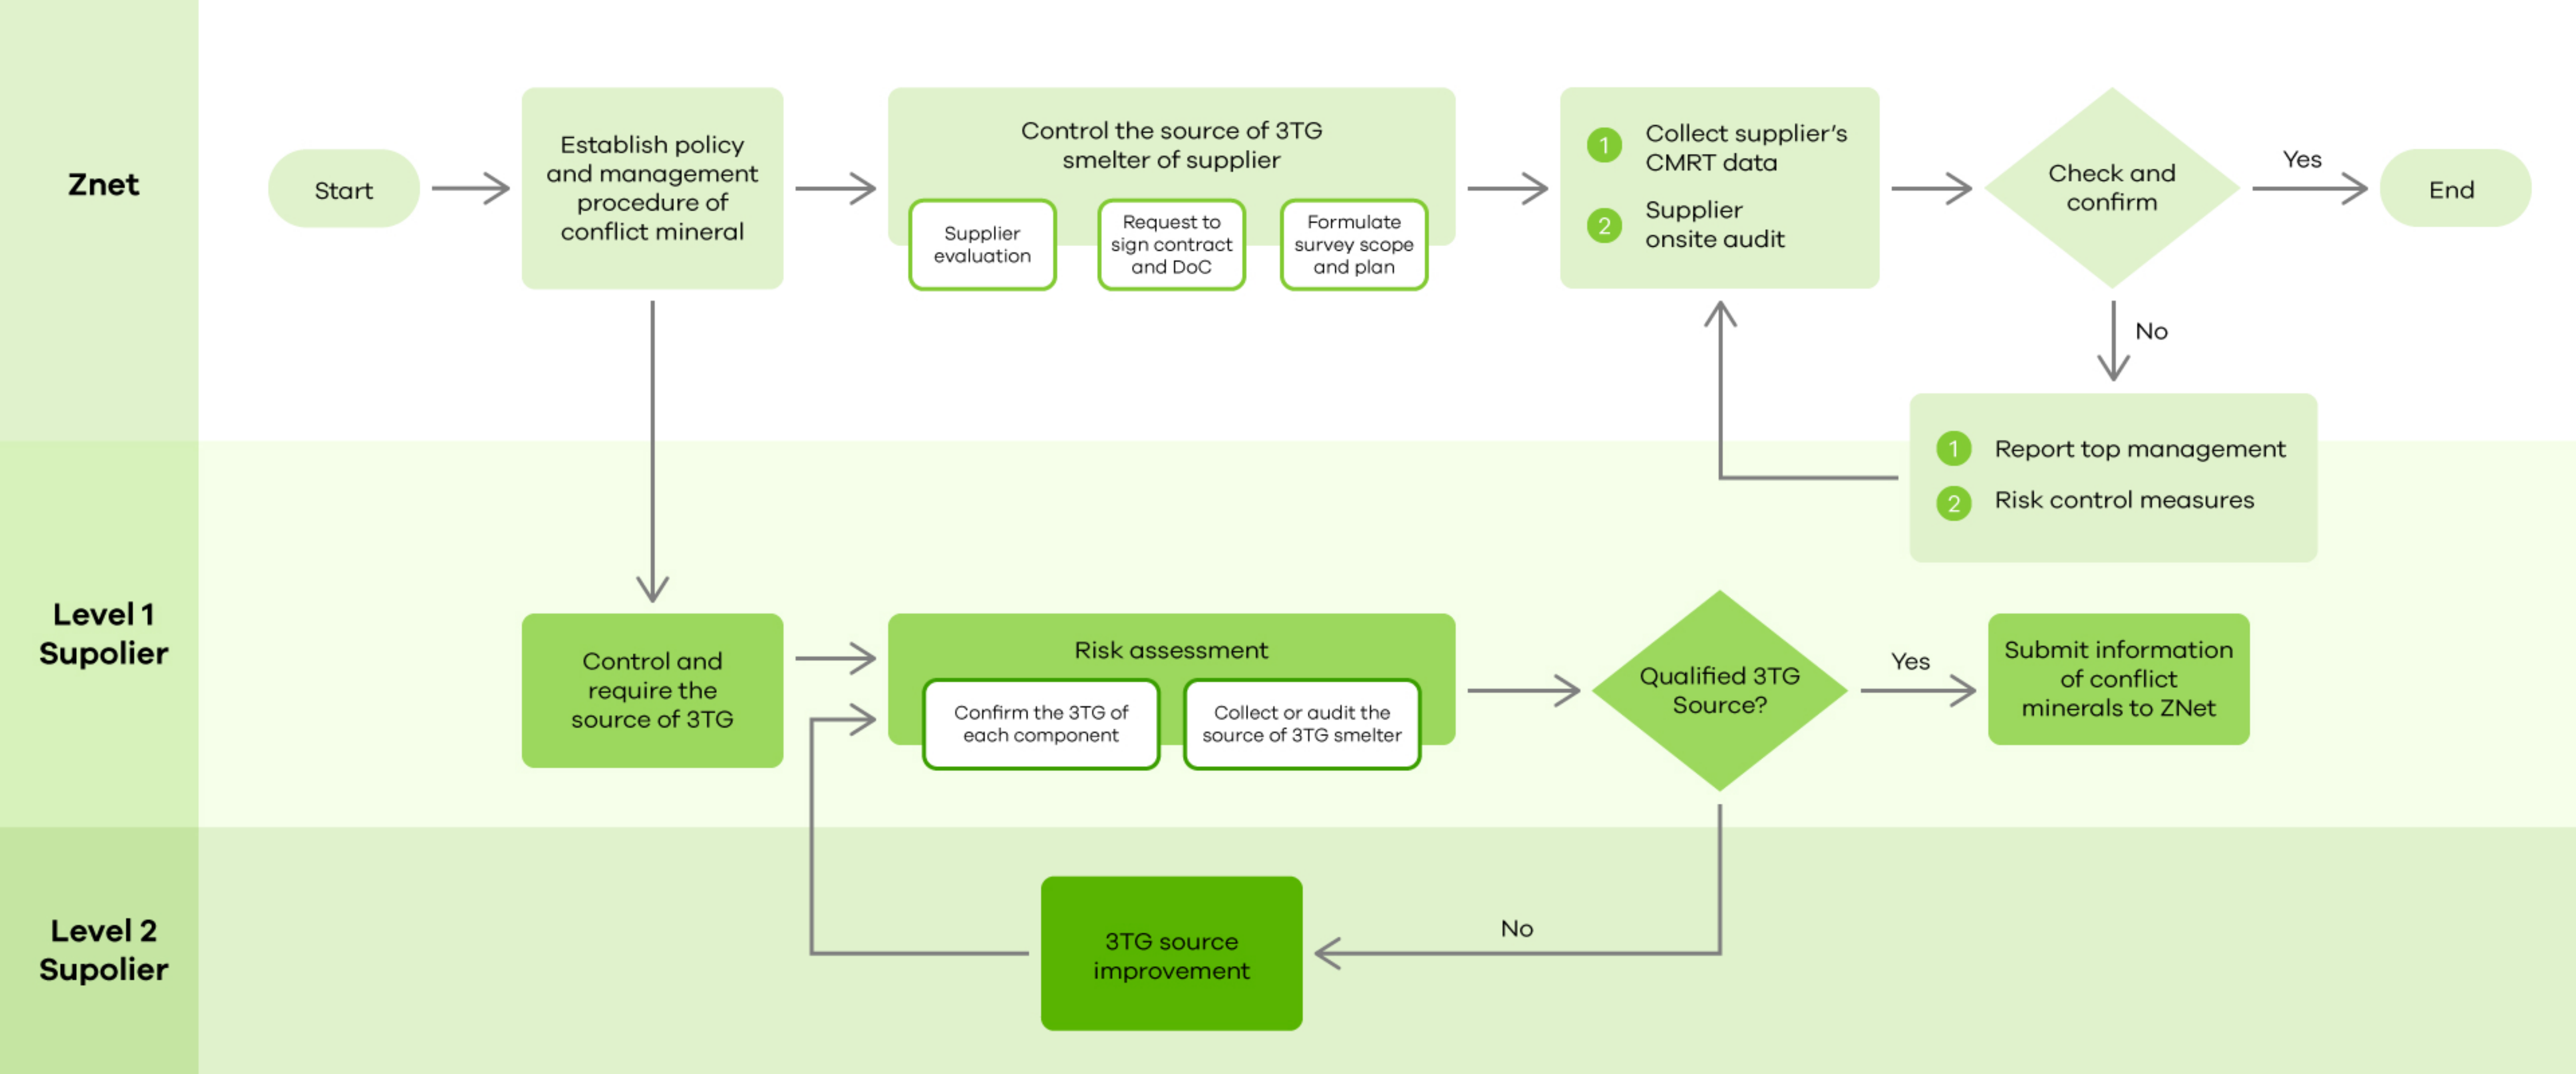 Znet
Start
Establish policy
and management
procedure of
conflict mineral
Control the source of 3TG
smelter of supplier
Supplier
evaluation
Request to
sign contract
and DoC
Formulate
survey scope
and plan
1 Collect supplier’s
CMRT data
2 Supplier
onsite audit
Check and
confirm
Yes
End
No
1 Report top management
2 Risk control measures
Level 1
Supolier
Control and
require the
source of 3TG
Risk assessment
Confirm the 3TG of
each component
Collect or audit the
source of 3TG smelter
Qualified 3TG
Source?
Yes
Submit information
of conflict
minerals to ZNet
Level 2
Supolier
3TG source
improvement
No